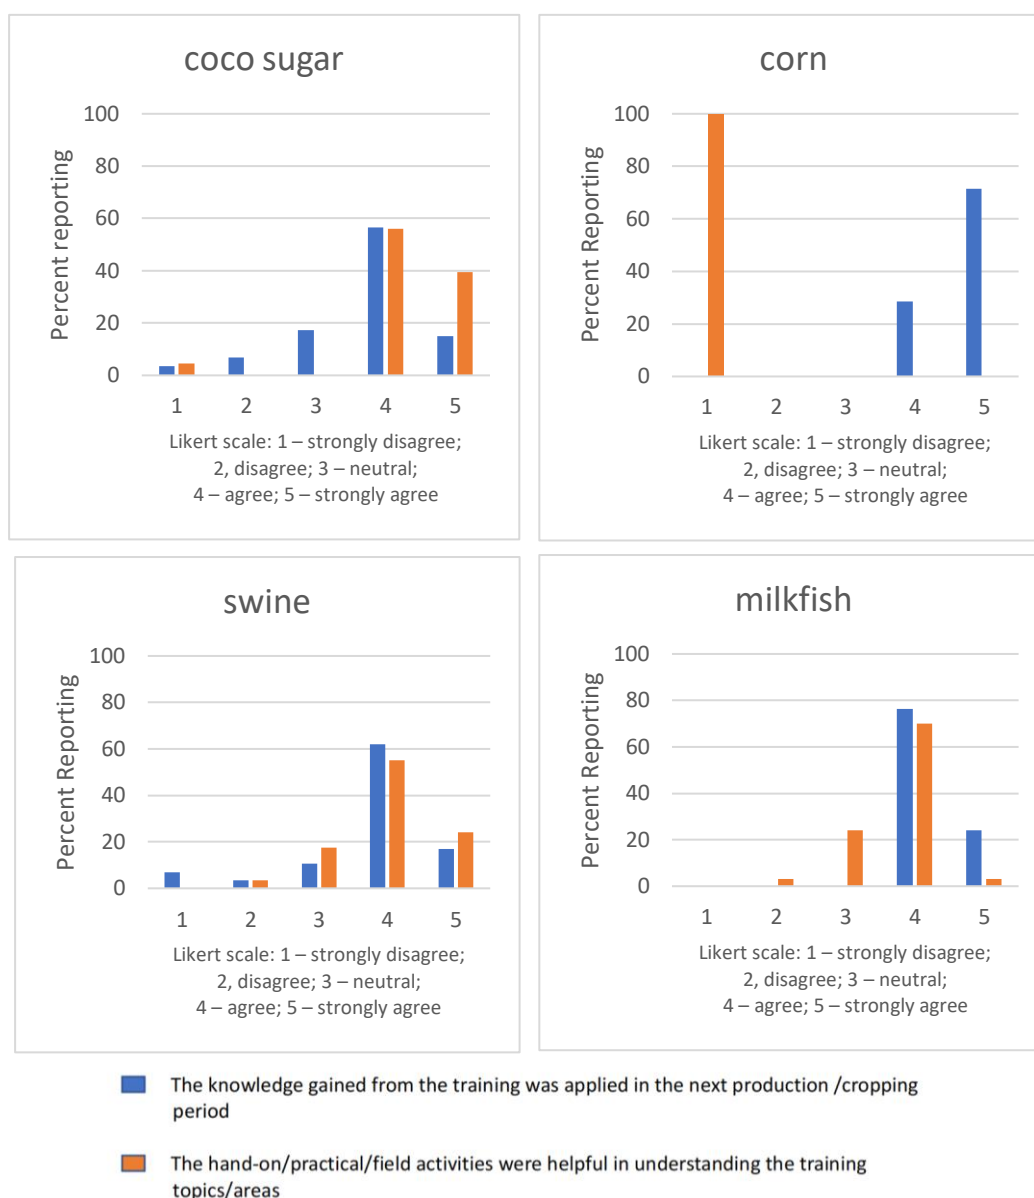 coco sugar
Percent reporting
100
80
60
40
20
0
1 2 3 4 5
Likert scale: 1 – strongly disagree;
2, disagree; 3 – neutral;
4 – agree; 5 – strongly agree
corn
Percent Reporting
100
80
60
40
20
0
1 2 3 4 5
Likert scale: 1 – strongly disagree;
2, disagree; 3 – neutral;
4 – agree; 5 – strongly agree
swine
Percent Reporting
100
80
60
40
20
0
1 2 3 4 5
Likert scale: 1 – strongly disagree;
2, disagree; 3 – neutral;
4 – agree; 5 – strongly agree
milkfish
Percent Reporting
100
80
60
40
20
0
1 2 3 4 5
Likert scale: 1 – strongly disagree;
2, disagree; 3 – neutral;
4 – agree; 5 – strongly agree
The knowledge gained from the training was applied in the next production /cropping
period
The hand-on/practical/field activities were helpful in understanding the training
topics/areas